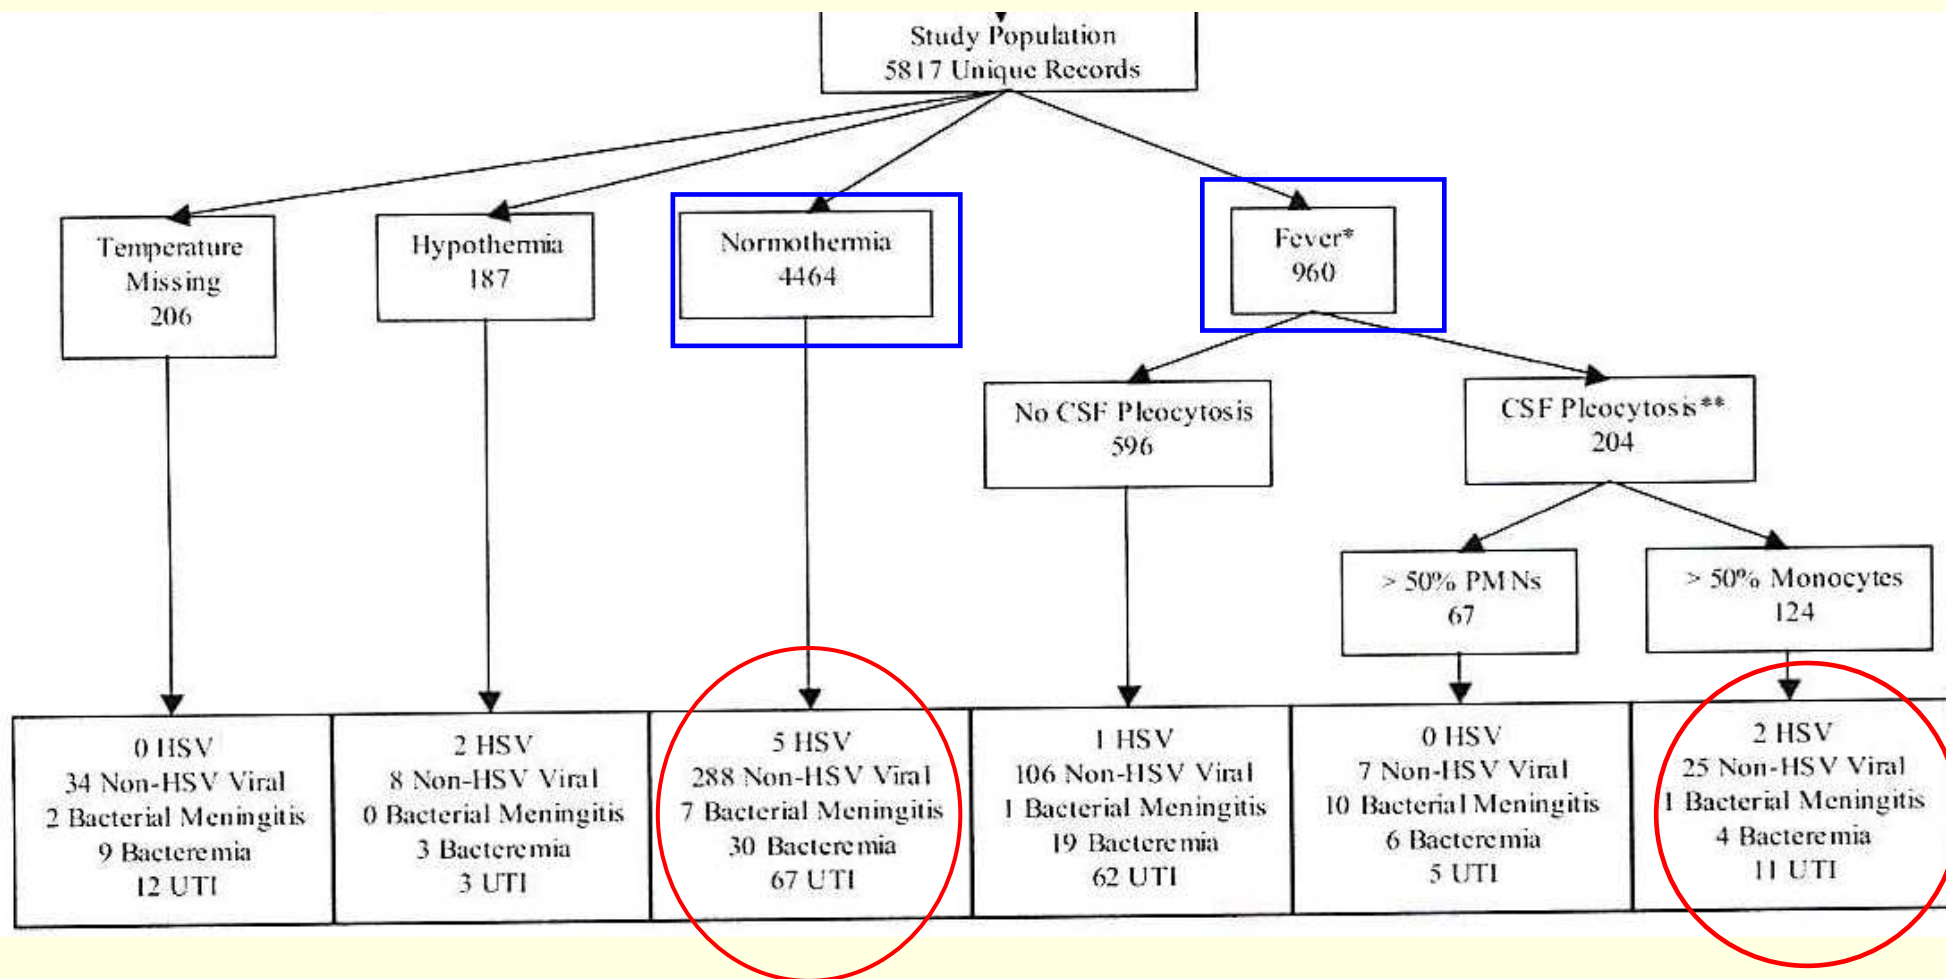 Study Population
5817 Unique Records
Temperature
Missing
206
Hypothermia
187
Normothermia
4464
Fever*
960
No CSF Pleocytosis
596
CSF Pleocytosis**
204
> 50% PMNs
67
> 50% Monocytes
124
0 HSV
34 Non-HSV Viral
2 Bacterial Meningitis
9 Bacteremia
12 UTI
2 HSV
8 Non-HSV Viral
0 Bacterial Meningitis
3 Bacteremia
3 UTI
5 HSV
288 Non-HSV Viral
7 Bacterial Meningitis
30 Bacteremia
67 UTI
1 HSV
106 Non-HSV Viral
1 Bacterial Meningitis
19 Bacteremia
62 UTI
0 HSV
7 Non-HSV Viral
10 Bacterial Meningitis
6 Bacteremia
5 UTI
2 HSV
25 Non-HSV Viral
1 Bacterial Meningitis
4 Bacteremia
11 UTI